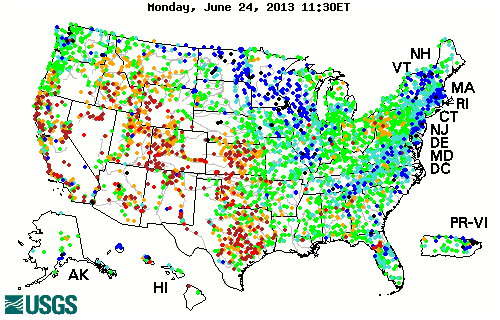 Monday, June 24, 2013 11:30ET
NH
VT
MA
RI
CT
NJ
DE
MD
DC
PR-VI
AK
HI
USGS